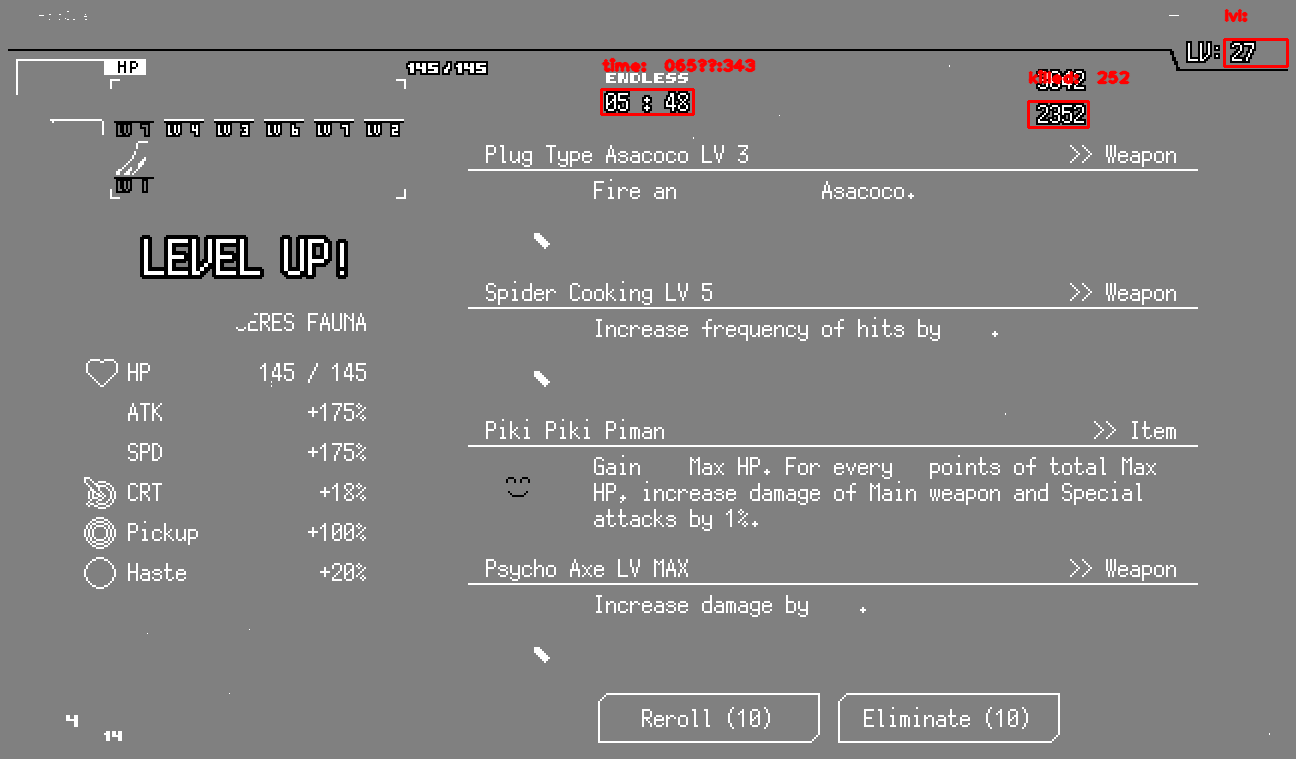 lvl:
LV: 27
HP
145/145
time: 065??:343
ENDLESS
05 : 48
killed: 252
2352
LV 7 LV 4 LV 3 LV 6 LV 7 LV 2
LV 1
LEVEL UP!
CERES FAUNA
HP 145 / 145
ATK +175%
SPD +175%
CRT +18%
Pickup +100%
Haste +20%
Plug Type Asacoco LV 3 >> Weapon
Fire an Asacoco.
Spider Cooking LV 5 >> Weapon
Increase frequency of hits by .
Piki Piki Piman >> Item
Gain Max HP. For every points of total Max
HP, increase damage of Main weapon and Special
attacks by 1%.
Psycho Axe LV MAX >> Weapon
Increase damage by .
Reroll (10) Eliminate (10)
4
14